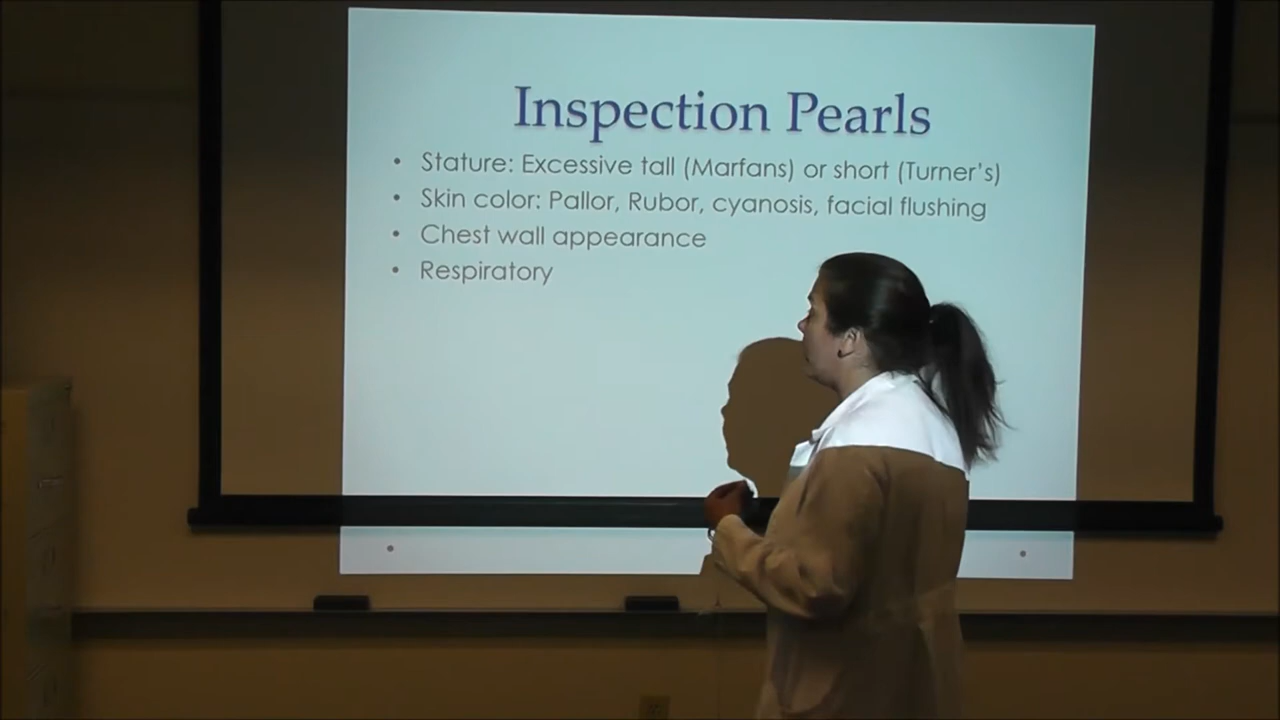 Inspection Pearls
• Stature: Excessive tall (Marfans) or short (Turner's)
• Skin color: Pallor, Rubor, cyanosis, facial flushing
• Chest wall appearance
• Respiratory